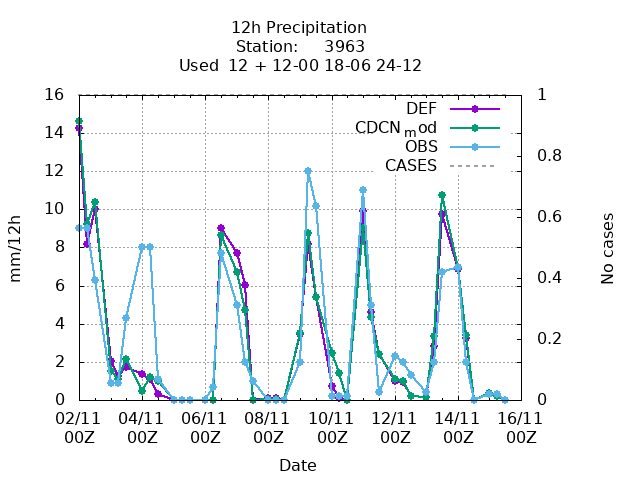 12h Precipitation
Station: 3963
Used 12 + 12-00 18-06 24-12
DEF
CDCN_mod
OBS
CASES
mm/12h
No cases
16
14
12
10
8
6
4
2
0
1
0.8
0.6
0.4
0.2
0
02/11 04/11 06/11 08/11 10/11 12/11 14/11 16/11
00Z 00Z 00Z 00Z 00Z 00Z 00Z 00Z
Date